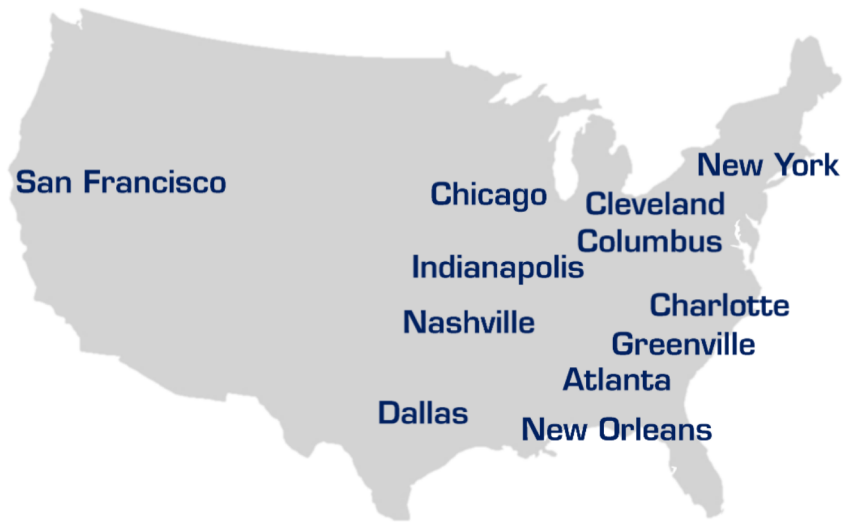 New York
San Francisco
Chicago
Cleveland
Columbus
Indianapolis
Charlotte
Nashville
Greenville
Atlanta
Dallas
New Orleans